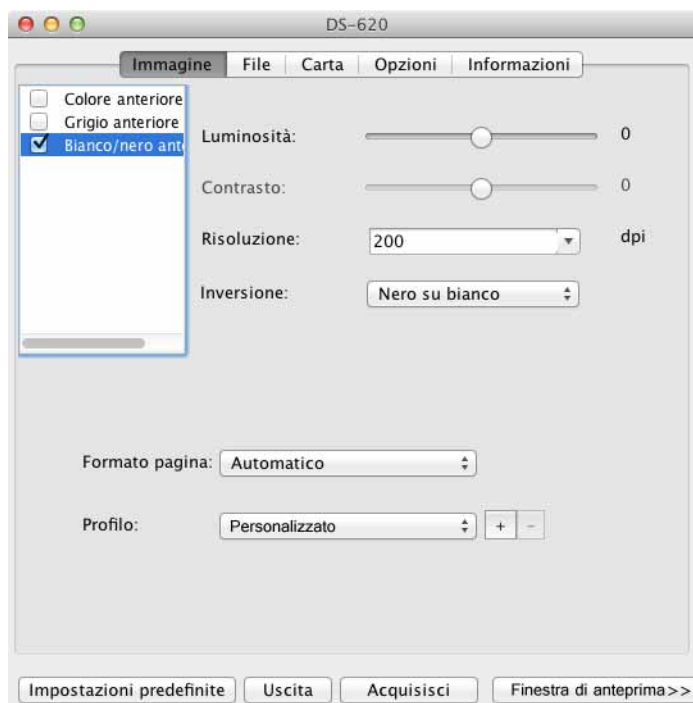 DS-620
Immagine File Carta Opzioni Informazioni
Colore anteriore
Grigio anteriore
Bianco/nero ante
Luminosità: 0
Contrasto: 0
Risoluzione: 200 dpi
Inversione: Nero su bianco
Formato pagina: Automatico
Profilo: Personalizzato + −
Impostazioni predefinite Uscita Acquisisci Finestra di anteprima>>